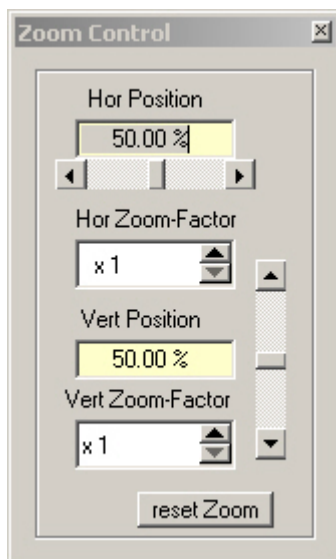 Zoom Control
Hor Position
50.00 %
Hor Zoom-Factor
x 1
Vert Position
50.00 %
Vert Zoom-Factor
x 1
reset Zoom